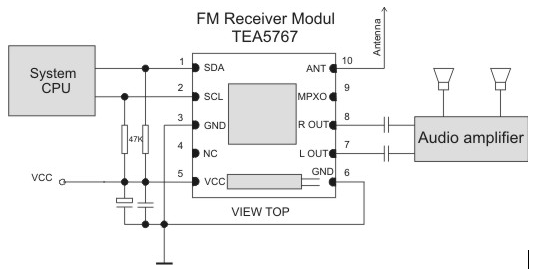 FM Receiver Modul
TEA5767
Antenna
System
CPU
1
SDA
2
SCL
3
GND
4
NC
5
VCC
ANT
10
MPXO
9
R OUT
8
L OUT
7
GND
6
47K
VCC
VIEW TOP
Audio amplifier